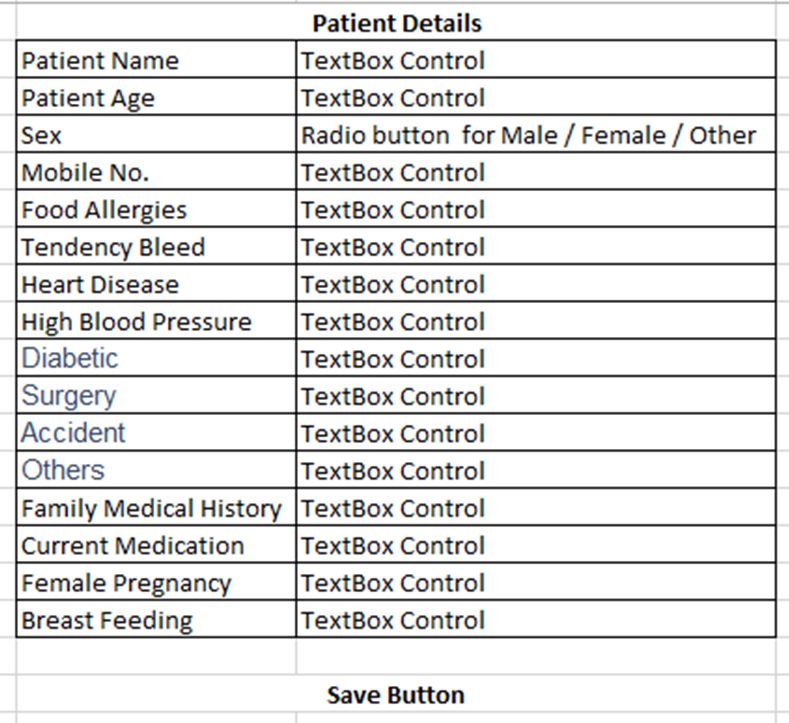 Patient Details
Patient Name TextBox Control
Patient Age TextBox Control
Sex Radio button for Male / Female / Other
Mobile No. TextBox Control
Food Allergies TextBox Control
Tendency Bleed TextBox Control
Heart Disease TextBox Control
High Blood Pressure TextBox Control
Diabetic TextBox Control
Surgery TextBox Control
Accident TextBox Control
Others TextBox Control
Family Medical History TextBox Control
Current Medication TextBox Control
Female Pregnancy TextBox Control
Breast Feeding TextBox Control
Save Button